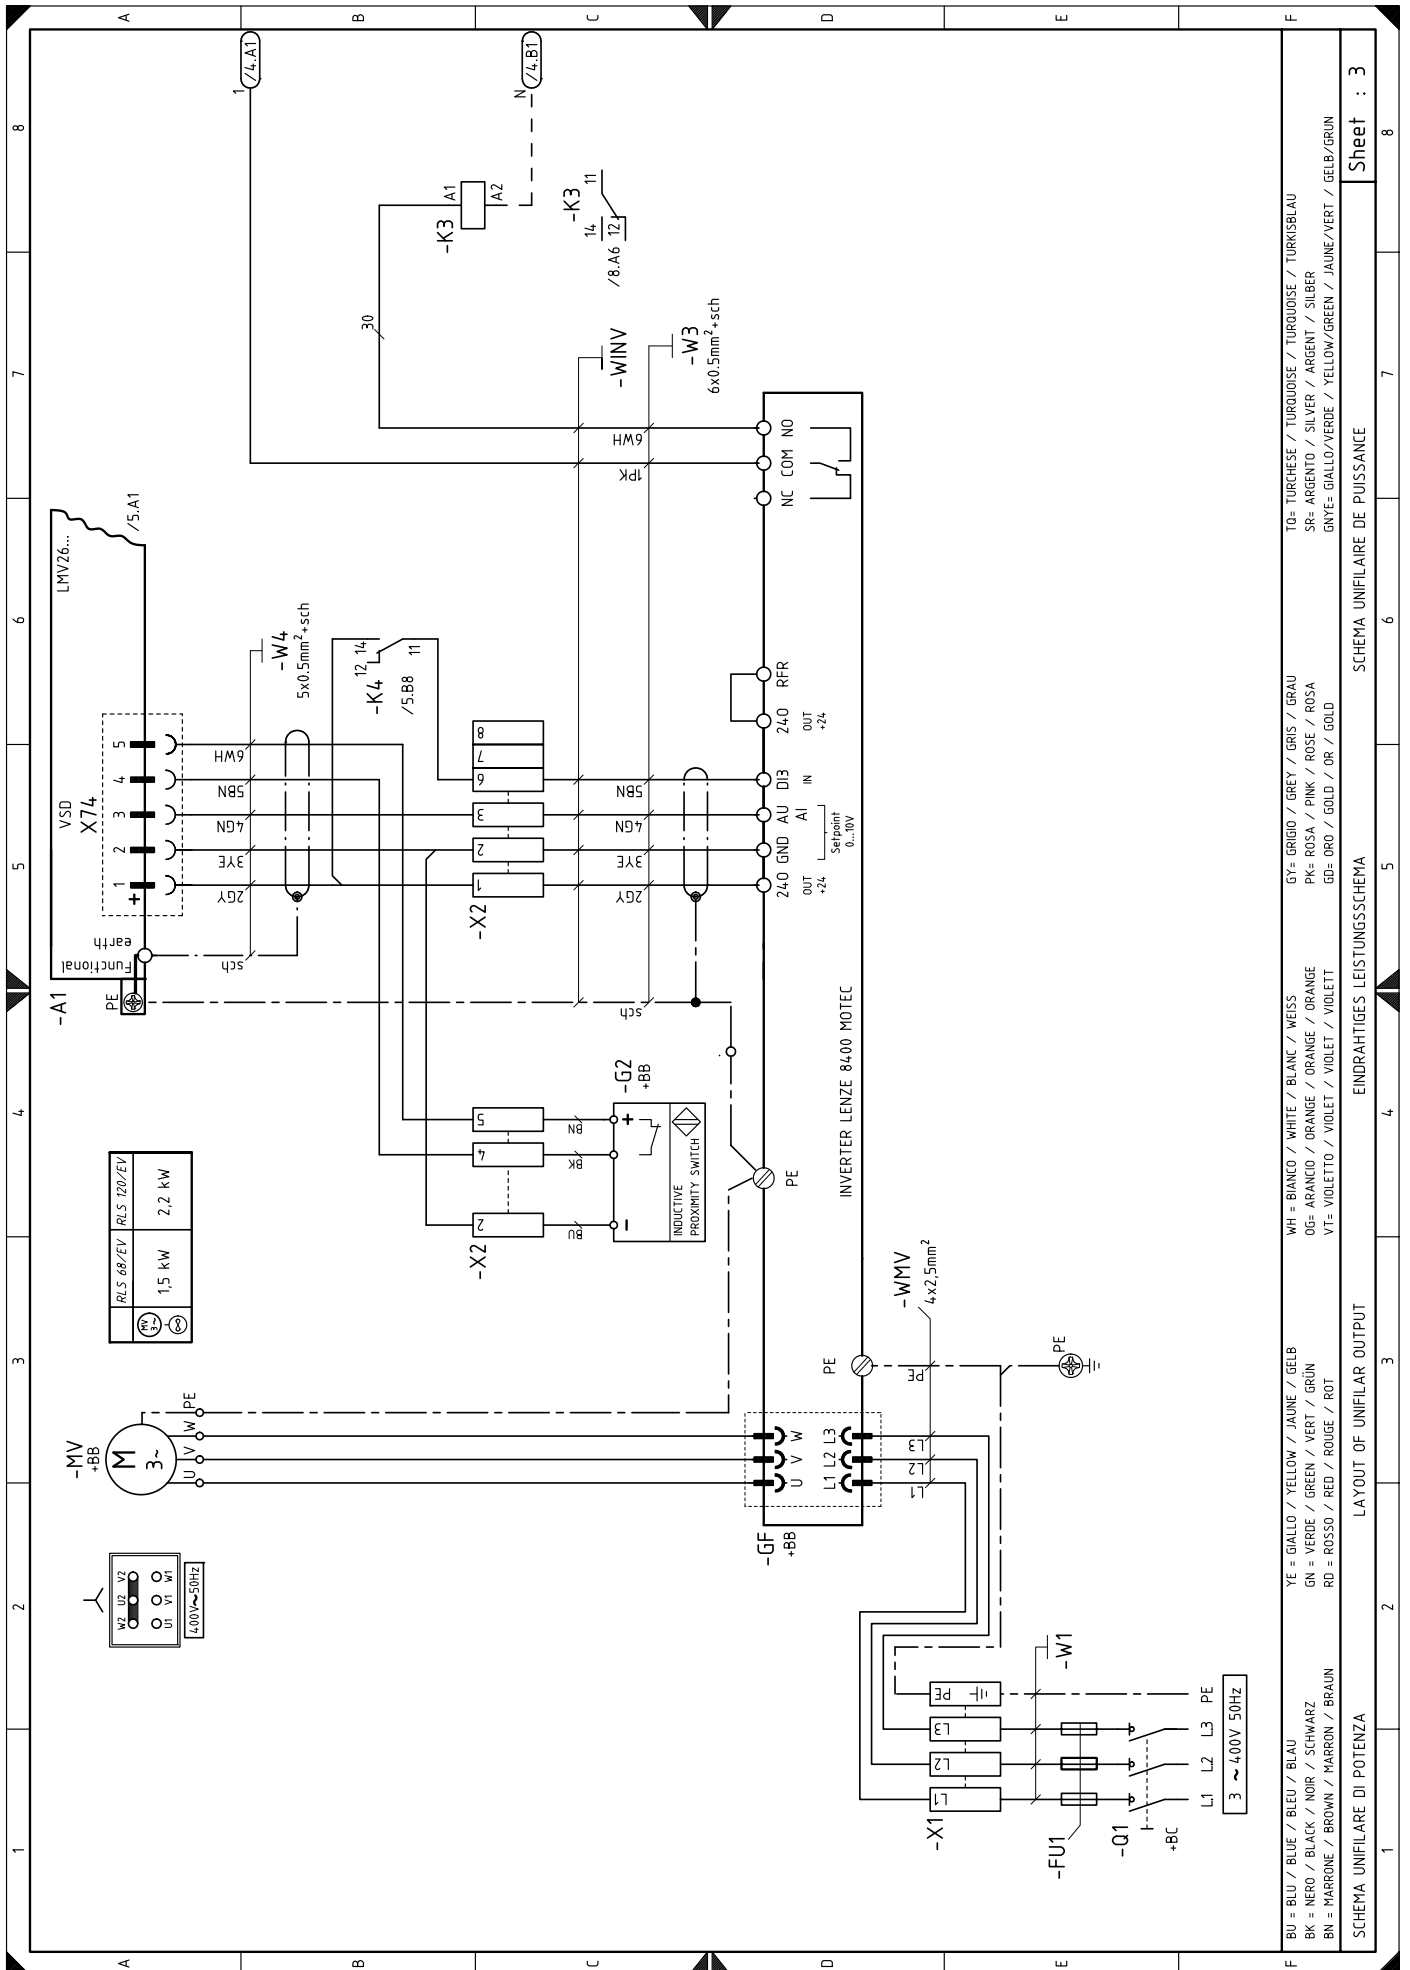 1 2 3 4 5 6 7 8
A
B
C
D
E
F
-MV
+BB
M
3~
U V W PE
W2 U2 V2
U1 V1 W1
400V~50Hz
RLS 68/EV RLS 120/EV
MV
3~
1,5 kW 2,2 kW
-A1
PE
Functional
earth
LMV26...
VSD
X74
+
1 2 3 4 5
/5.A1
sch 2GY 3YE 4GN 5BN 6WH
-W4
5x0.5mm²+sch
-K4
12 14
11
/5.B8
30
1
/4.A1
N
/4.B1
-K3
A1
A2
-K3
14
12
11
/8.A6
-X2
2 4 5
BU BK BN
-G2
+BB
- +
INDUCTIVE
PROXIMITY SWITCH
-X2
1 2 3 6 7 8
sch 2GY 3YE 4GN 5BN 1PK 6WH
-WINV
-W3
6x0.5mm²+sch
-GF
+BB
U V W
L1 L2 L3
PE
PE
240 GND AU DI3 240 RFR NC COM NO
OUT
+24
AI
IN
OUT
+24
Setpoint
0...10V
INVERTER LENZE 8400 MOTEC
L1 L2 L3 PE
-WMV
4x2,5mm²
PE
-X1
L1 L2 L3 PE
-W1
-FU1
-Q1
+BC
L1 L2 L3 PE
3 ~ 400V 50Hz
BU = BLU / BLUE / BLEU / BLAU
BK = NERO / BLACK / NOIR / SCHWARZ
BN = MARRONE / BROWN / MARRON / BRAUN
YE = GIALLO / YELLOW / JAUNE / GELB
GN = VERDE / GREEN / VERT / GRÜN
RD = ROSSO / RED / ROUGE / ROT
WH = BIANCO / WHITE / BLANC / WEISS
OG= ARANCIO / ORANGE / ORANGE / ORANGE
VT= VIOLETTO / VIOLET / VIOLET / VIOLETT
GY= GRIGIO / GREY / GRIS / GRAU
PK= ROSA / PINK / ROSE / ROSA
GD= ORO / GOLD / OR / GOLD
TQ= TURCHESE / TURQUOISE / TURQUOISE / TURKISBLAU
SR= ARGENTO / SILVER / ARGENT / SILBER
GNYE= GIALLO/VERDE / YELLOW/GREEN / JAUNE/VERT / GELB/GRUN
SCHEMA UNIFILARE DI POTENZA
LAYOUT OF UNIFILAR OUTPUT
EINDRAHTIGES LEISTUNGSSCHEMA
SCHEMA UNIFILAIRE DE PUISSANCE
Sheet : 3
1 2 3 4 5 6 7 8
A
B
C
D
E
F